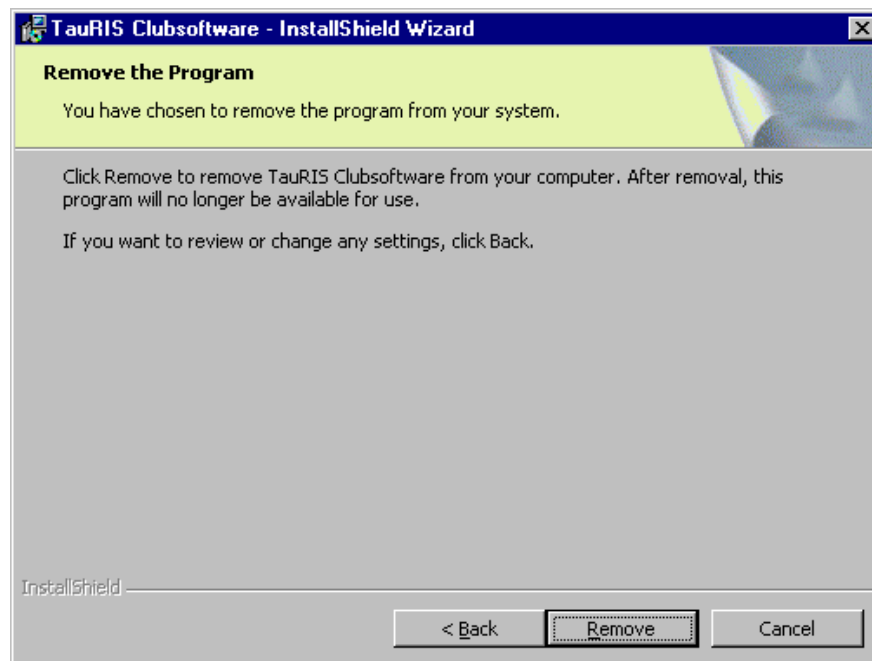 TauRIS Clubsoftware - InstallShield Wizard
Remove the Program
You have chosen to remove the program from your system.
Click Remove to remove TauRIS Clubsoftware from your computer. After removal, this
program will no longer be available for use.
If you want to review or change any settings, click Back.
InstallShield
< Back
Remove
Cancel